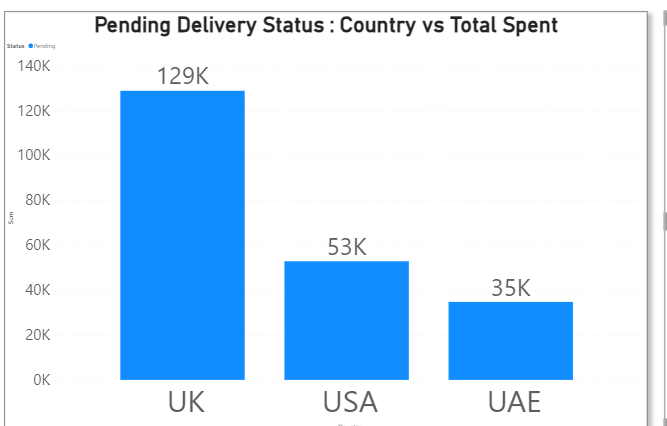 Pending Delivery Status : Country vs Total Spent
Status Pending
140K
120K
100K
80K
60K
40K
20K
0K
Sum
129K
53K
35K
UK USA UAE